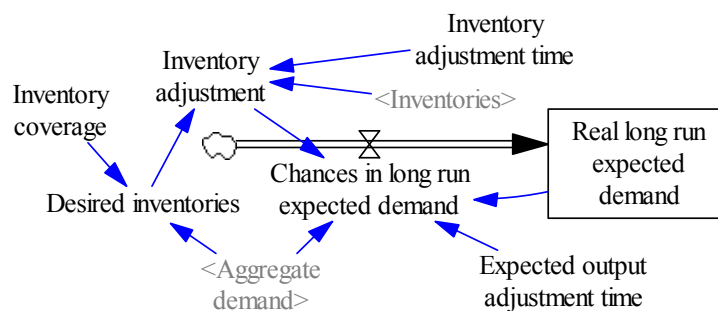 Inventory
adjustment time
Inventory
adjustment
<Inventories>
Inventory
coverage
Real long run
expected
demand
Chances in long run
expected demand
Desired inventories
<Aggregate
demand>
Expected output
adjustment time